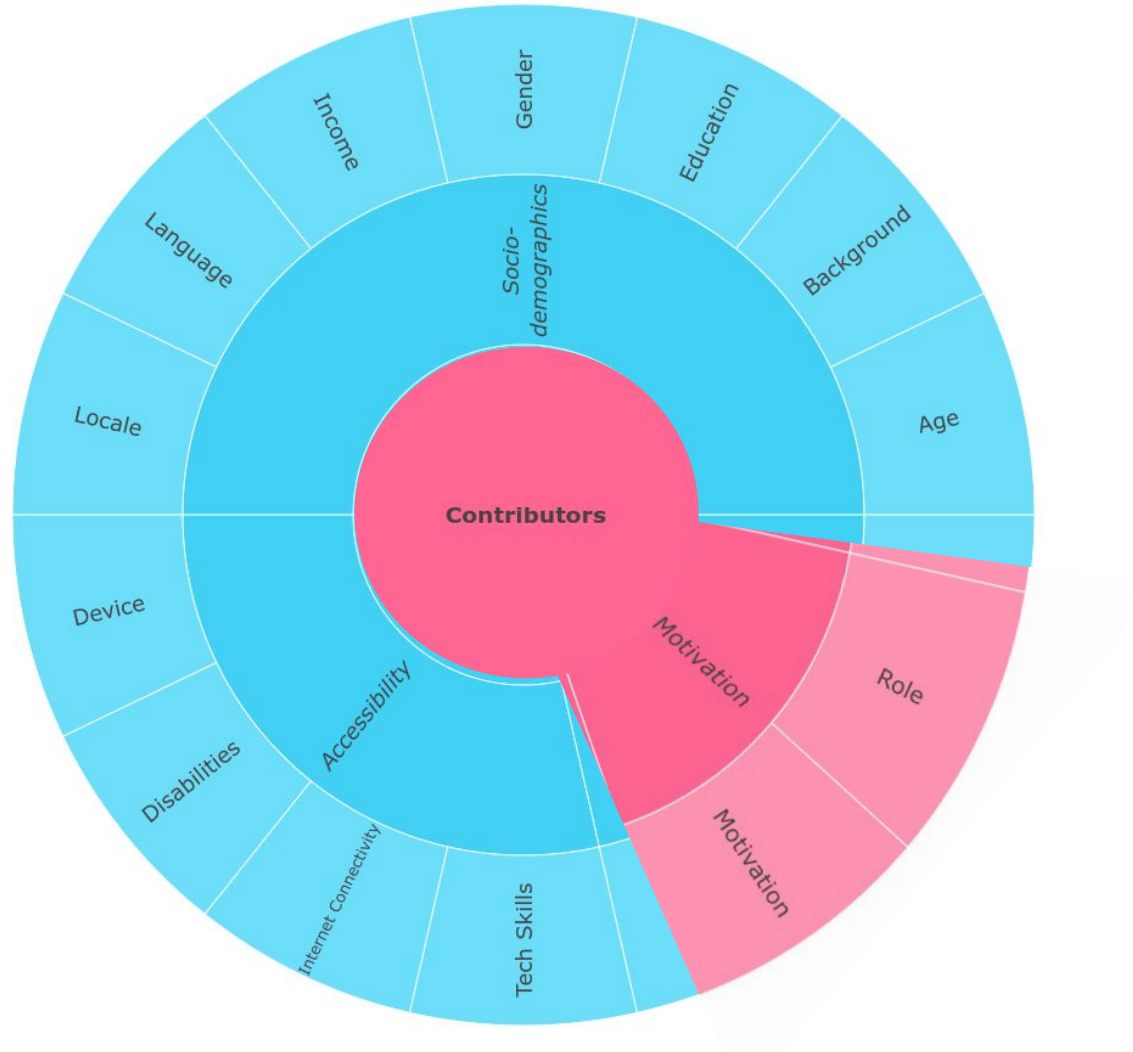 Gender
Income
Education
Language
Background
Socio-
demographics
Locale
Age
Contributors
Device
Accessibility
Motivation
Role
Disabilities
Internet Connectivity
Tech Skills
Motivation